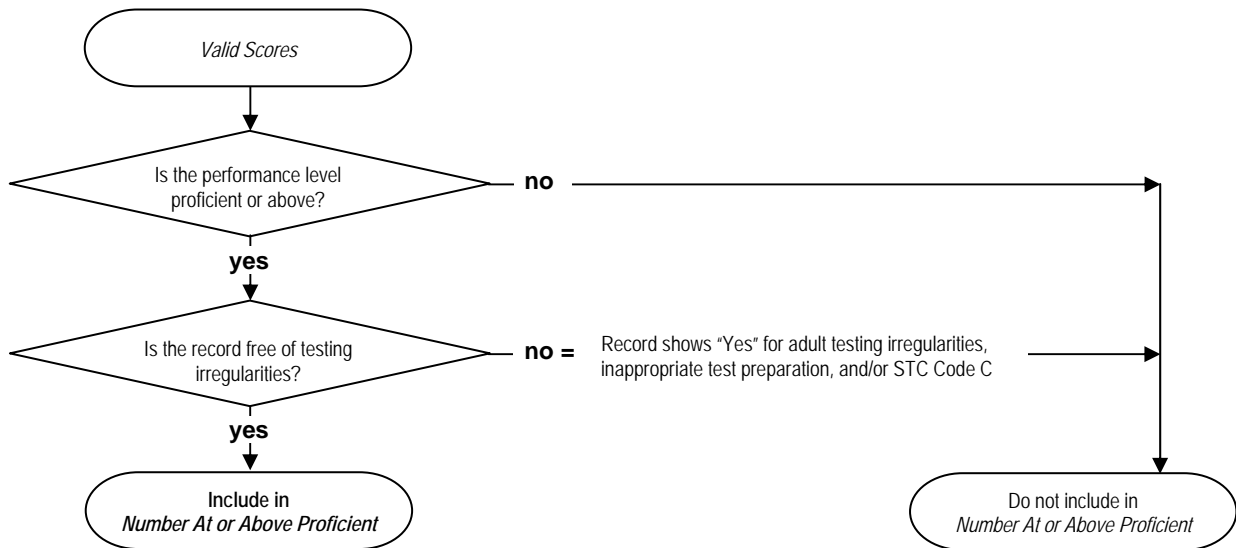 Valid Scores
Is the performance level
proficient or above?
no
yes
Is the record free of testing
irregularities?
no =
Record shows “Yes” for adult testing irregularities,
inappropriate test preparation, and/or STC Code C
yes
Include in
Number At or Above Proficient
Do not include in
Number At or Above Proficient